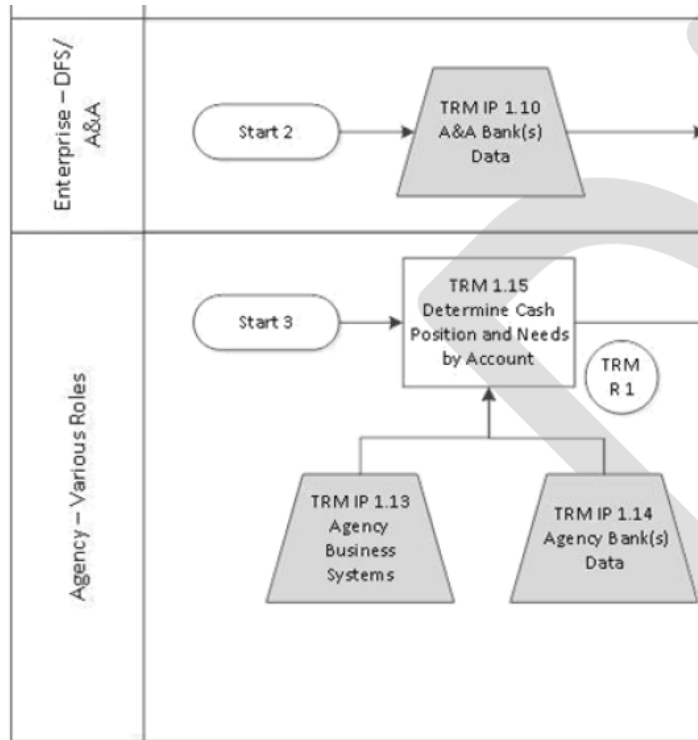 Enterprise – DFS/
A&A
Start 2
TRM IP 1.10
A&A Bank(s)
Data
Agency – Various Roles
Start 3
TRM 1.15
Determine Cash
Position and Needs
by Account
TRM
R 1
TRM IP 1.13
Agency
Business
Systems
TRM IP 1.14
Agency Bank(s)
Data